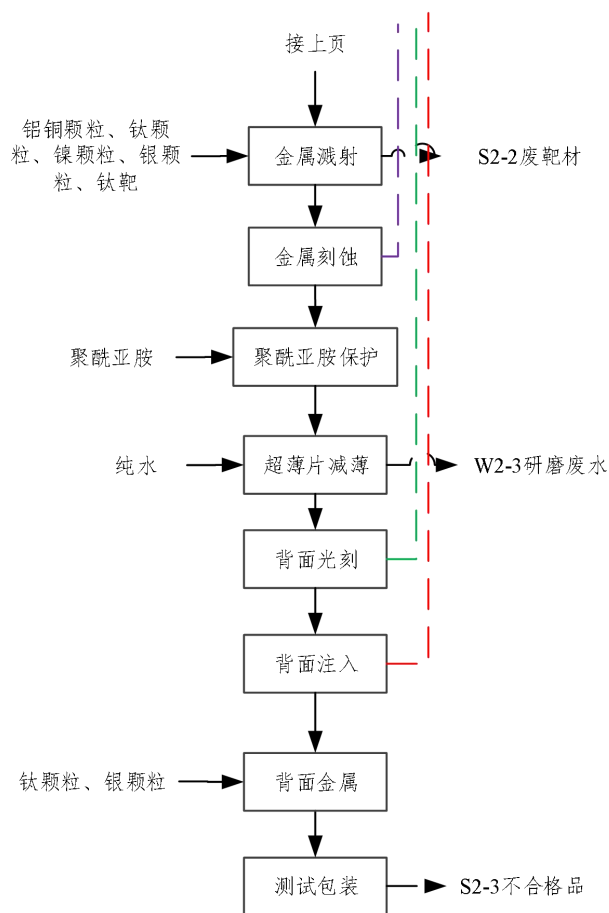 接上页
铝铜颗粒、钛颗
粒、镍颗粒、银颗
粒、钛靶
金属溅射
S2-2废靶材
金属刻蚀
聚酰亚胺
聚酰亚胺保护
纯水
超薄片减薄
W2-3研磨废水
背面光刻
背面注入
钛颗粒、银颗粒
背面金属
测试包装
S2-3不合格品